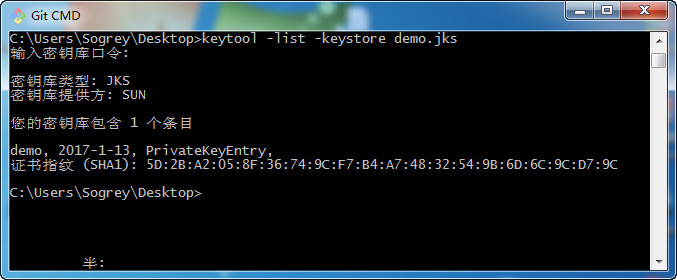 Git CMD
C:\Users\Sogrey\Desktop>keytool -list -keystore demo.jks
输入密钥库口令:
密钥库类型: JKS
密钥库提供方: SUN
您的密钥库包含 1 个条目
demo, 2017-1-13, PrivateKeyEntry,
证书指纹 (SHA1): 5D:2B:A2:05:8F:36:74:9C:F7:B4:A7:48:32:54:9B:6D:6C:9C:D7:9C
C:\Users\Sogrey\Desktop>
半: